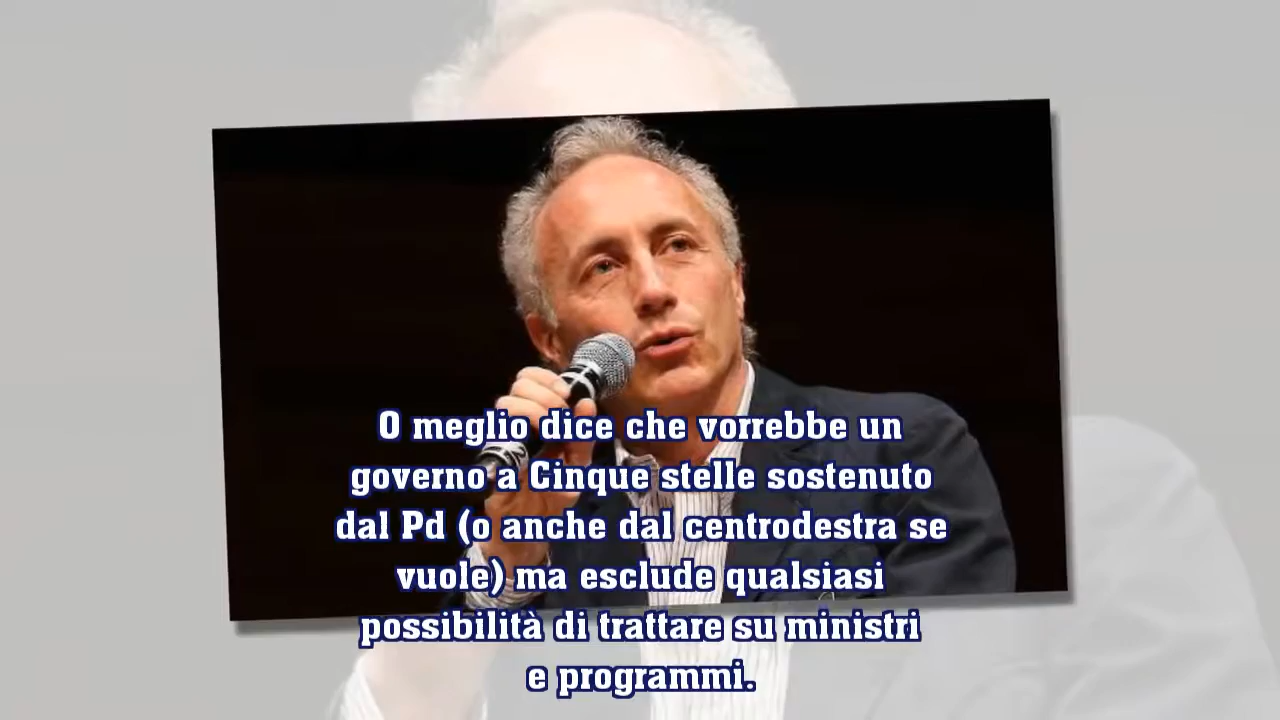 O meglio dice che vorrebbe un
governo a Cinque stelle sostenuto
dal Pd (o anche dal centrodestra se
vuole) ma esclude qualsiasi
possibilità di trattare su ministri
e programmi.